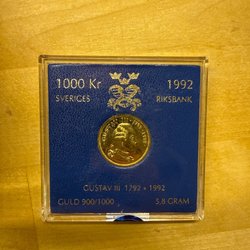 1000 Kr 1992
SVERIGES RIKSBANK
GUSTAV III 1792 • 1992
GULD 900/1000 5,8 GRAM